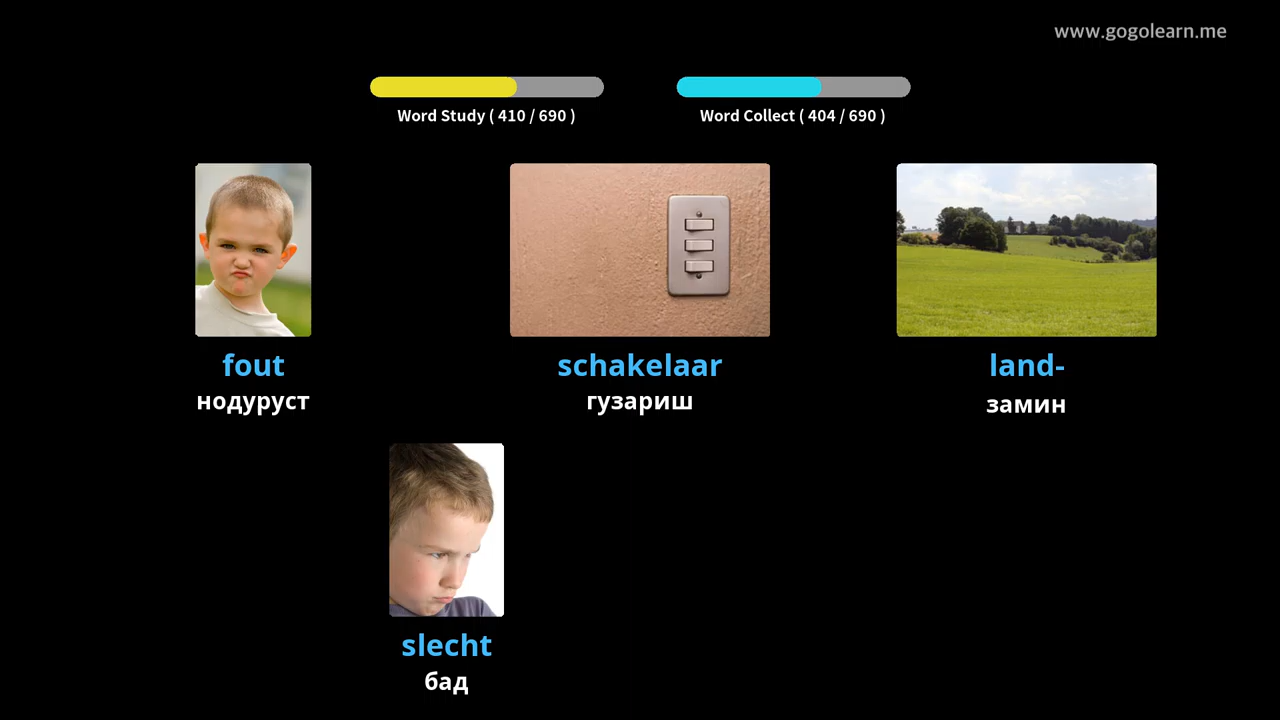 www.gogolearn.me
Word Study ( 410 / 690 )
Word Collect ( 404 / 690 )
fout
нодуруст
schakelaar
гузариш
land-
замин
slecht
бад